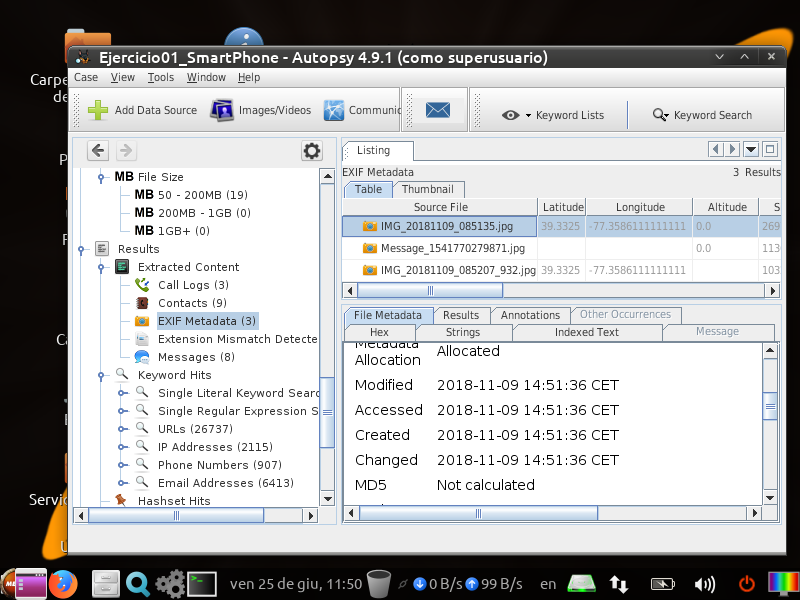 Carpe
de
P
F
Ca
Servic
Ejercicio01_SmartPhone - Autopsy 4.9.1 (como superusuario)
Case View Tools Window Help
Add Data Source Images/Videos Communic Keyword Lists Keyword Search
MB File Size
MB 50 - 200MB (19)
MB 200MB - 1GB (0)
MB 1GB+ (0)
Results
Extracted Content
Call Logs (3)
Contacts (9)
EXIF Metadata (3)
Extension Mismatch Detecte
Messages (8)
Keyword Hits
Single Literal Keyword Searc
Single Regular Expression S
URLs (26737)
IP Addresses (2115)
Phone Numbers (907)
Email Addresses (6413)
Hashset Hits
Listing
EXIF Metadata 3 Results
Table Thumbnail
Source File Latitude Longitude Altitude S
IMG_20181109_085135.jpg 39.3325 -77.3586111111111 0.0 269
Message_1541770279871.jpg 0.0 113
IMG_20181109_085207_932.jpg 39.3325 -77.3586111111111 103
File Metadata Results Annotations Other Occurrences
Hex Strings Indexed Text Message
Metadata
Allocation Allocated
Modified 2018-11-09 14:51:36 CET
Accessed 2018-11-09 14:51:36 CET
Created 2018-11-09 14:51:36 CET
Changed 2018-11-09 14:51:36 CET
MD5 Not calculated
ven 25 de giu, 11:50 0 B/s 99 B/s en